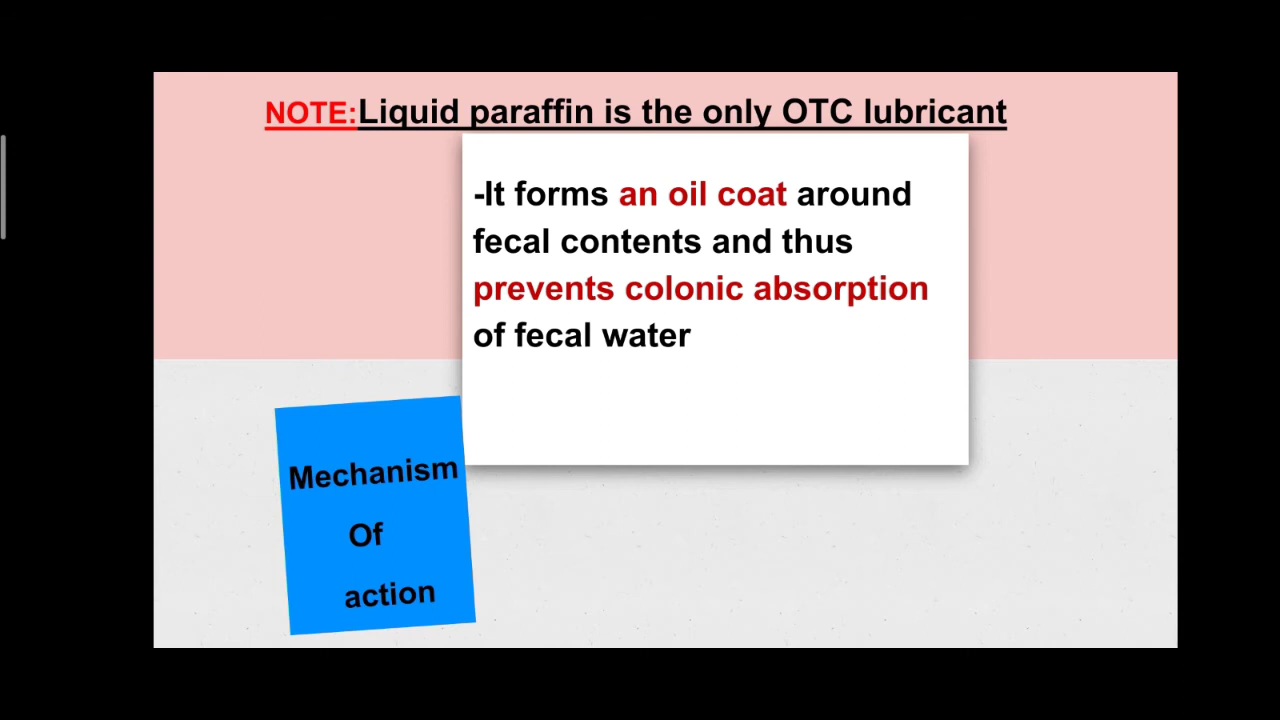 NOTE:Liquid paraffin is the only OTC lubricant
-It forms an oil coat around
fecal contents and thus
prevents colonic absorption
of fecal water
Mechanism
Of
action